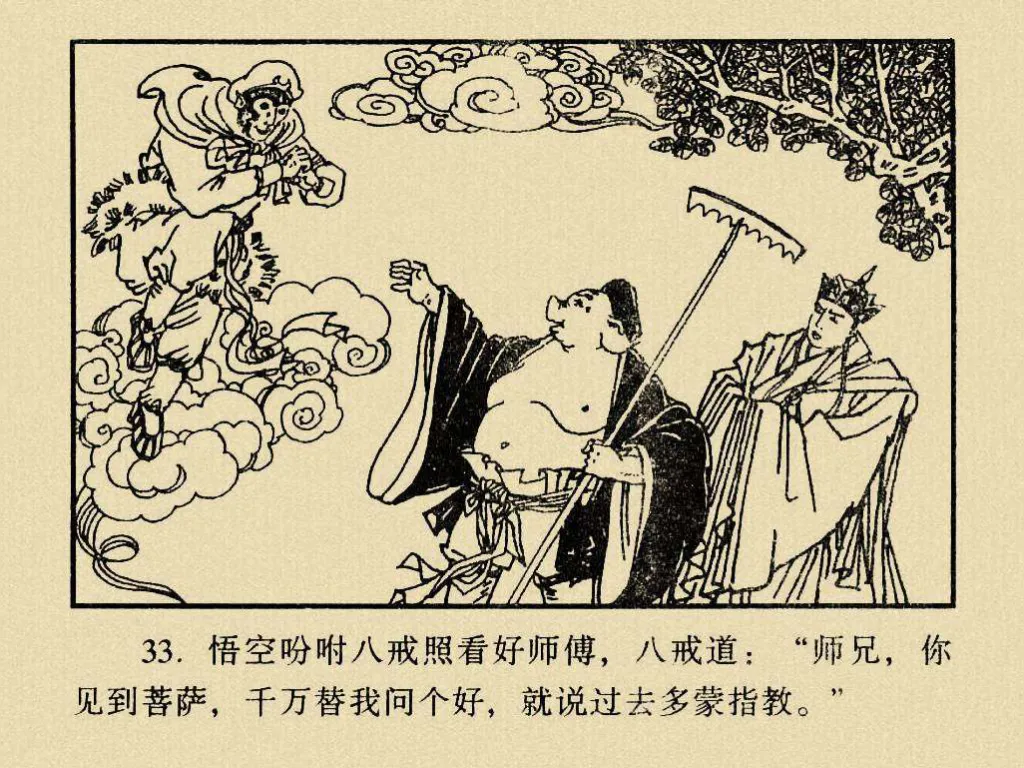 33. 悟空吩咐八戒照看好师傅，八戒道：“师兄，你
见到菩萨，千万替我问个好，就说过去多蒙指教。”